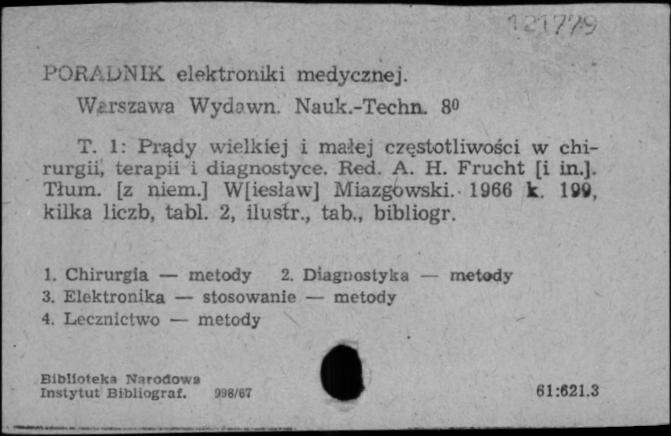 121779
PORADNIK elektroniki medycznej.
Warszawa Wydawn. Nauk.-Techn. 8⁰
T. 1: Prądy wielkiej i małej częstotliwości w chi-
rurgii, terapii i diagnostyce. Red. A. H. Frucht [i in.].
Tłum. [z niem.] W[iesław] Miazgowski. 1966 k. 199,
kilka liczb, tabl. 2, ilustr., tab., bibliogr.
1. Chirurgia — metody 2. Diagnostyka — metody
3. Elektronika — stosowanie — metody
4. Lecznictwo — metody
Biblioteka Narodowa
Instytut Bibliograf. 998/67 61:621.3